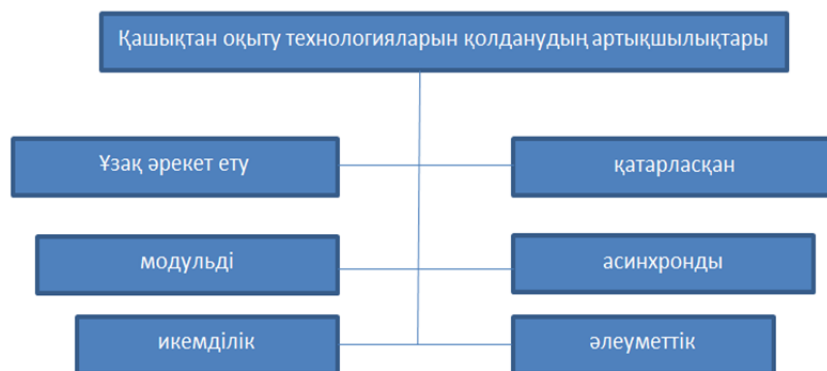 Қашықтан оқыту технологияларын қолданудың артықшылықтары
Ұзақ әрекет ету
қатарласқан
модульді
асинхронды
икемділік
әлеуметтік